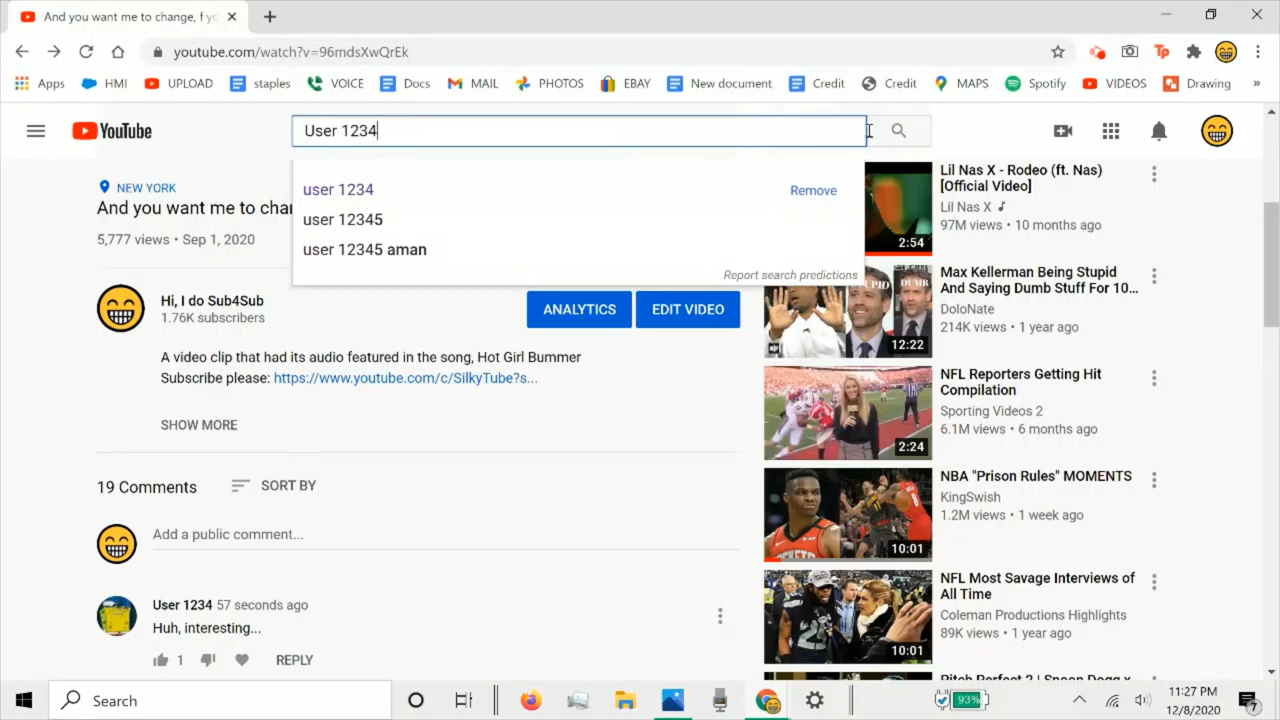 And you want me to change, f yo
youtube.com/watch?v=96mdsXwQrEk
Tp
Apps HMI UPLOAD staples VOICE Docs MAIL PHOTOS EBAY New document Credit Credit MAPS Spotify VIDEOS Drawing »
YouTube
User 1234
user 1234
Remove
user 12345
user 12345 aman
Report search predictions
NEW YORK
And you want me to chan
5,777 views • Sep 1, 2020
Hi, I do Sub4Sub
1.76K subscribers
ANALYTICS
EDIT VIDEO
A video clip that had its audio featured in the song, Hot Girl Bummer
Subscribe please: https://www.youtube.com/c/SilkyTube?s...
SHOW MORE
19 Comments
SORT BY
Add a public comment...
User 1234 57 seconds ago
Huh, interesting...
1
REPLY
2:54
Lil Nas X - Rodeo (ft. Nas)
[Official Video]
Lil Nas X
97M views • 10 months ago
DUMB
12:22
Max Kellerman Being Stupid
And Saying Dumb Stuff For 10...
DoloNate
214K views • 1 year ago
2:24
NFL Reporters Getting Hit
Compilation
Sporting Videos 2
6.1M views • 6 months ago
10:01
NBA "Prison Rules" MOMENTS
KingSwish
1.2M views • 1 week ago
10:01
NFL Most Savage Interviews of
All Time
Coleman Productions Highlights
89K views • 1 year ago
Pitch Perfect 2 | Snoop Dogg x
Search
93%
11:27 PM
12/8/2020
7